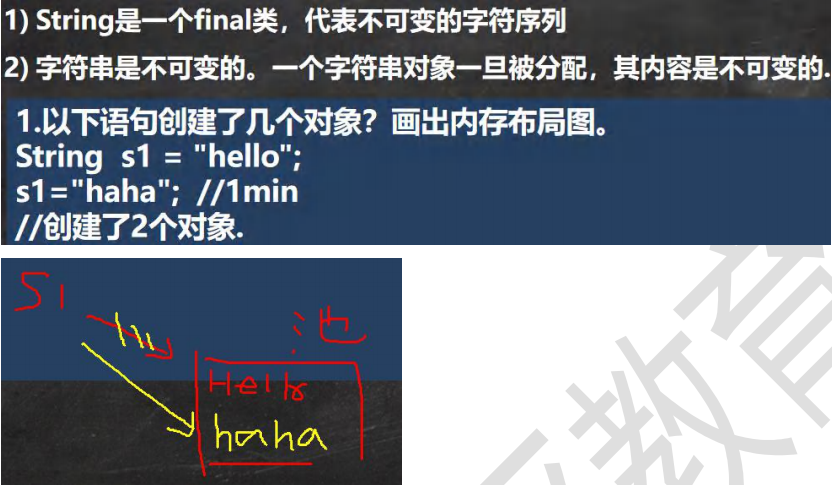 1) String是一个final类，代表不可变的字符序列
2) 字符串是不可变的。一个字符串对象一旦被分配，其内容是不可变的.
1.以下语句创建了几个对象？画出内存布局图。
String s1 = "hello";
s1="haha"; //1min
//创建了2个对象.
S1
池
Hello
haha
教育